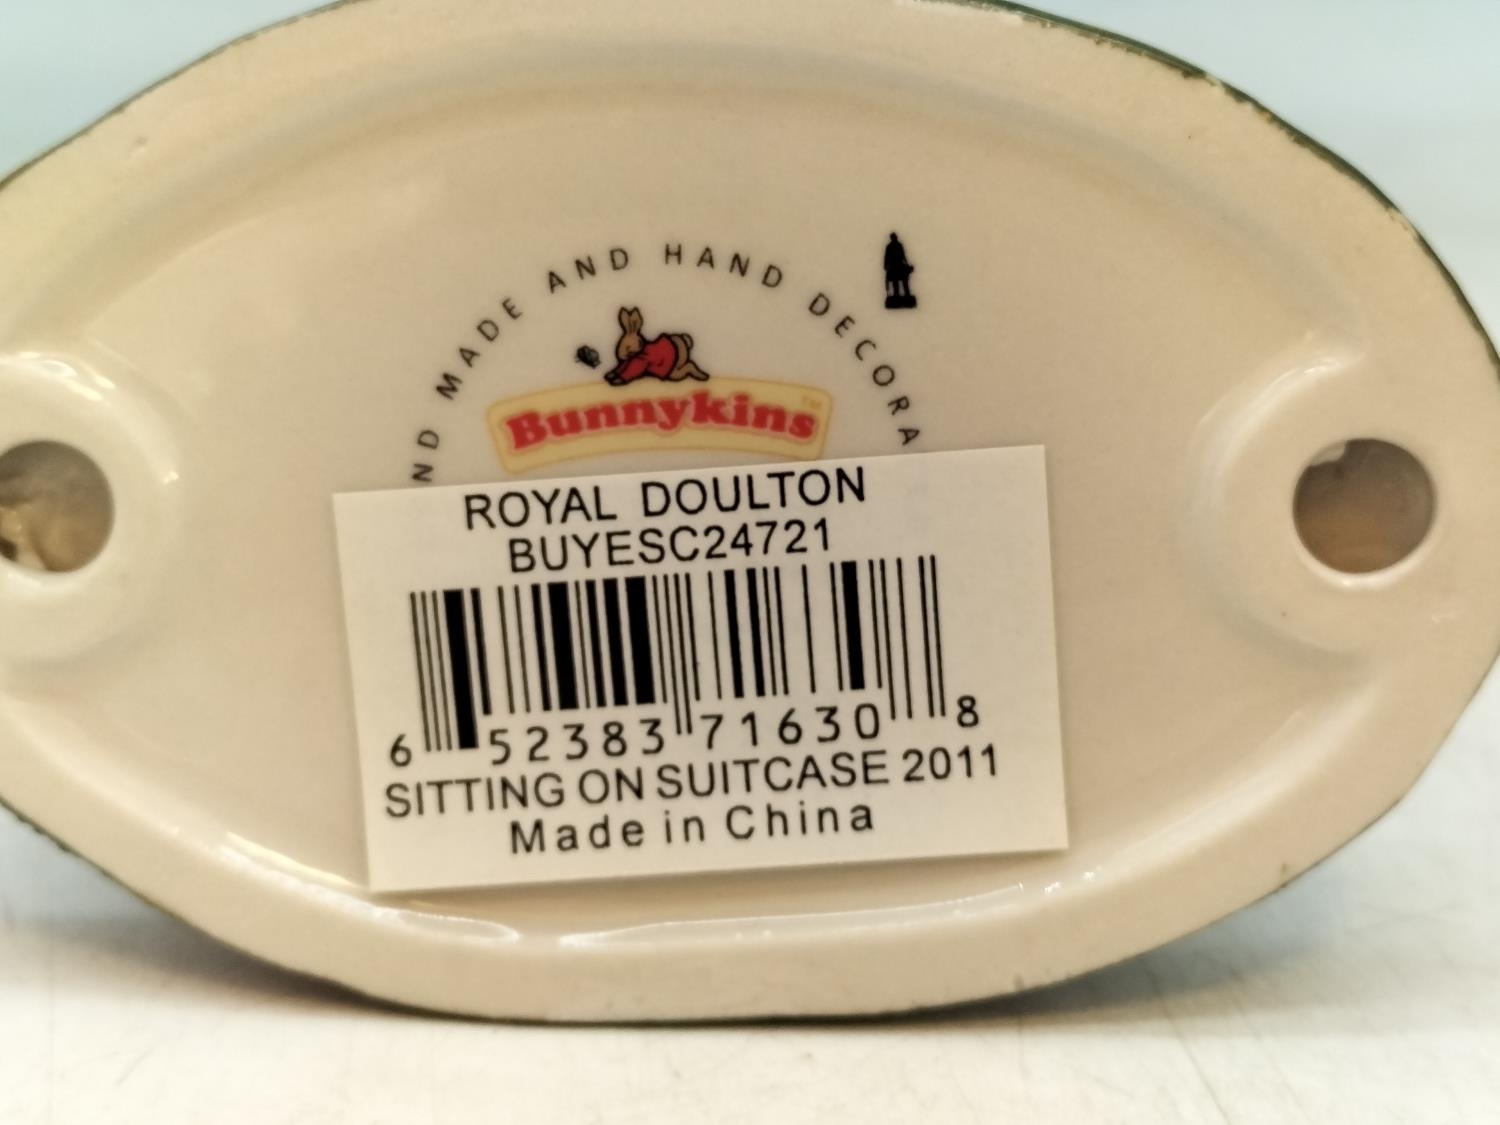 ND MADE AND HAND DECORA
Bunnykins™
ROYAL DOULTON
BUYESC24721
6 52383 71630 8
SITTING ON SUITCASE 2011
Made in China